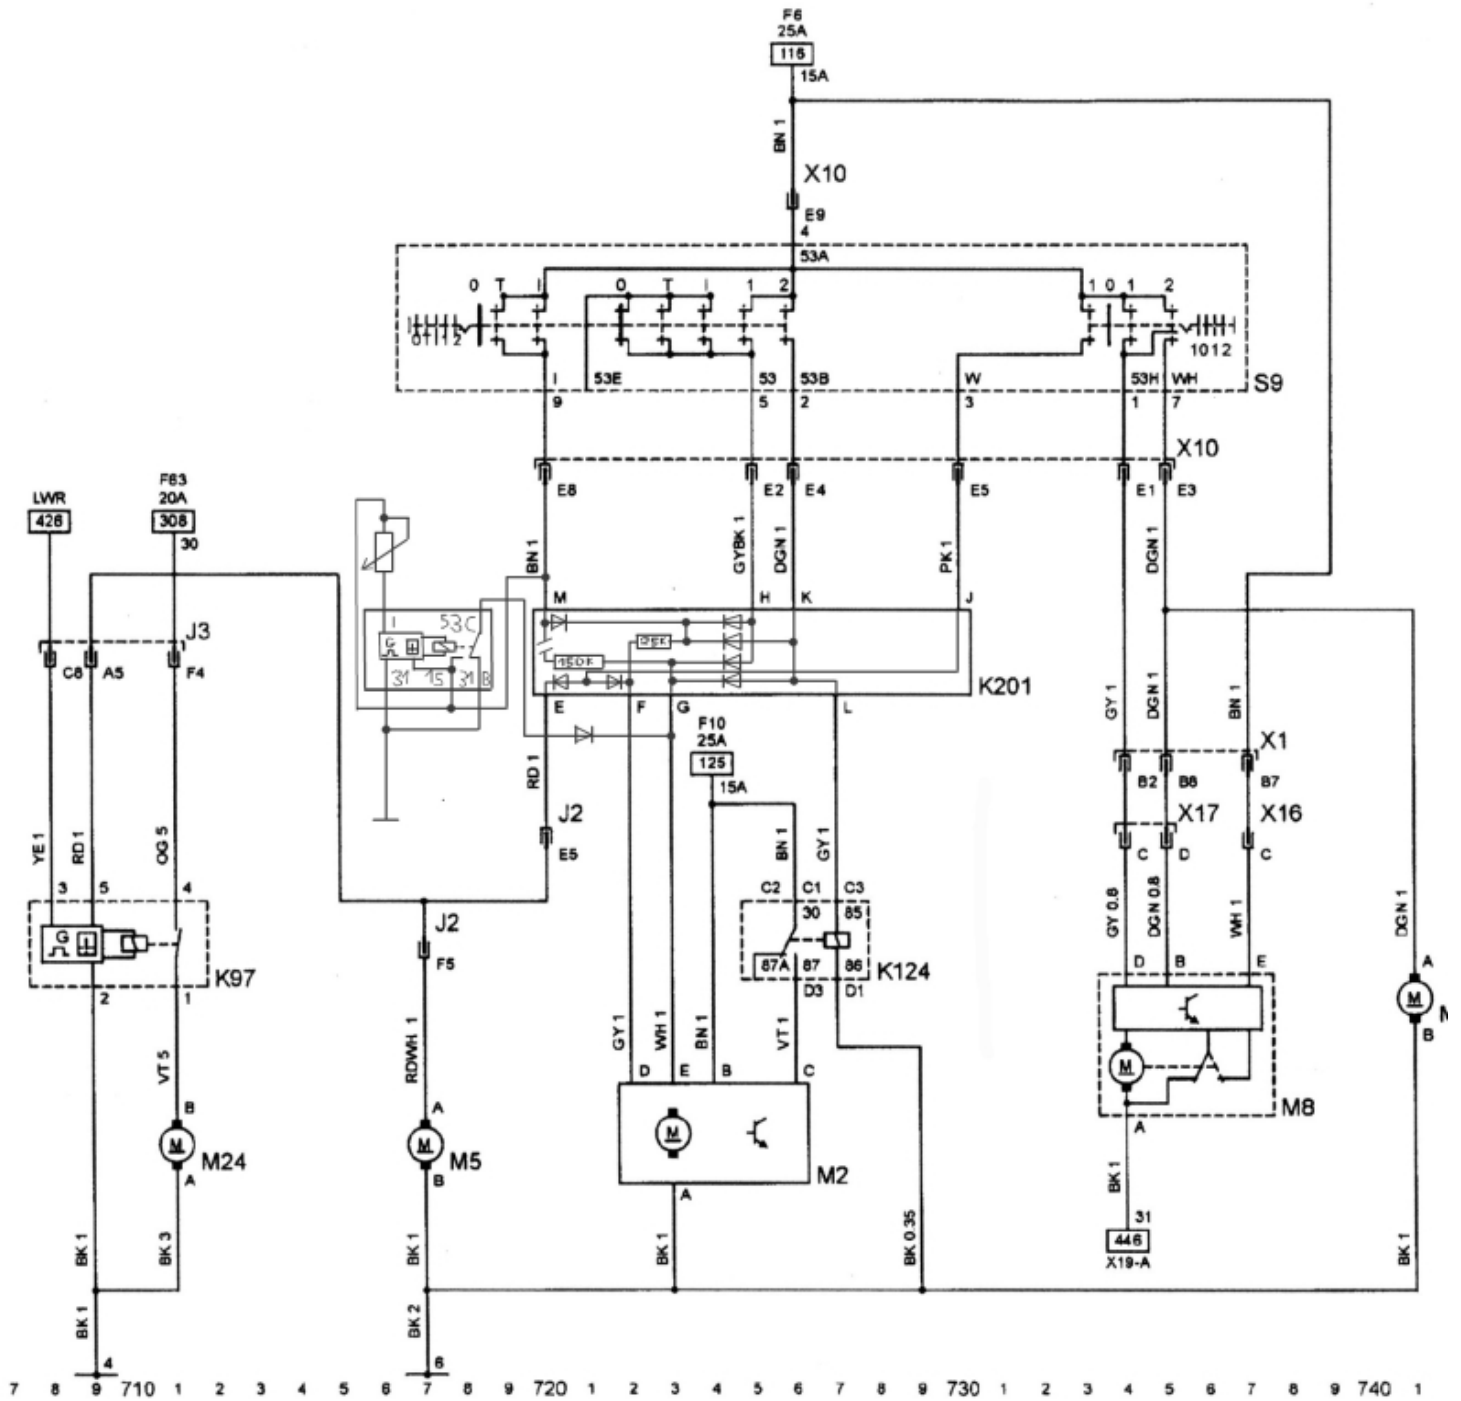 F6
25A
116
15A
BN 1
X10
E9
4
53A
0 T I 0 T I 1 2 1 0 1 2
0 T I 1 2
1 0 1 2
I 53E 53 53B W 53H WH
S9
9 5 2 3 1 7
X10
E8 E2 E4 E5 E1 E3
LWR
426
F63
20A
308
30
BN 1
GYBK 1
DGN 1
PK 1
DGN 1
M H K J
I 53C
G
31 15 31B
R5K
150K
K201
E F G L
J3
C8 A5 F4
F10
25A
125
15A
RD 1
J2
E5
GY 1
DGN 1
BN 1
X1
B2 B8 B7
X17
X16
C D C
YE 1
RD 1
OG 5
BN 1
GY 1
3 5 4
C2 C1 C3
30 85
87A 87 86
K124
D3 D1
G
K97
2 1
J2
F5
GY 0.8
DGN 0.8
WH 1
DGN 1
D B E
A
M
B
M
M8
A
VT 5
RDWH 1
GY 1
WH 1
BN 1
VT 1
D E B C
B
M
M24
A
A
M
M5
B
M
M2
A
BK 1
31
446
X19-A
BK 1
BK 3
BK 1
BK 1
BK 0.35
BK 1
BK 1
BK 2
4
6
7 8 9 710 1 2 3 4 5 6 7 8 9 720 1 2 3 4 5 6 7 8 9 730 1 2 3 4 5 6 7 8 9 740 1